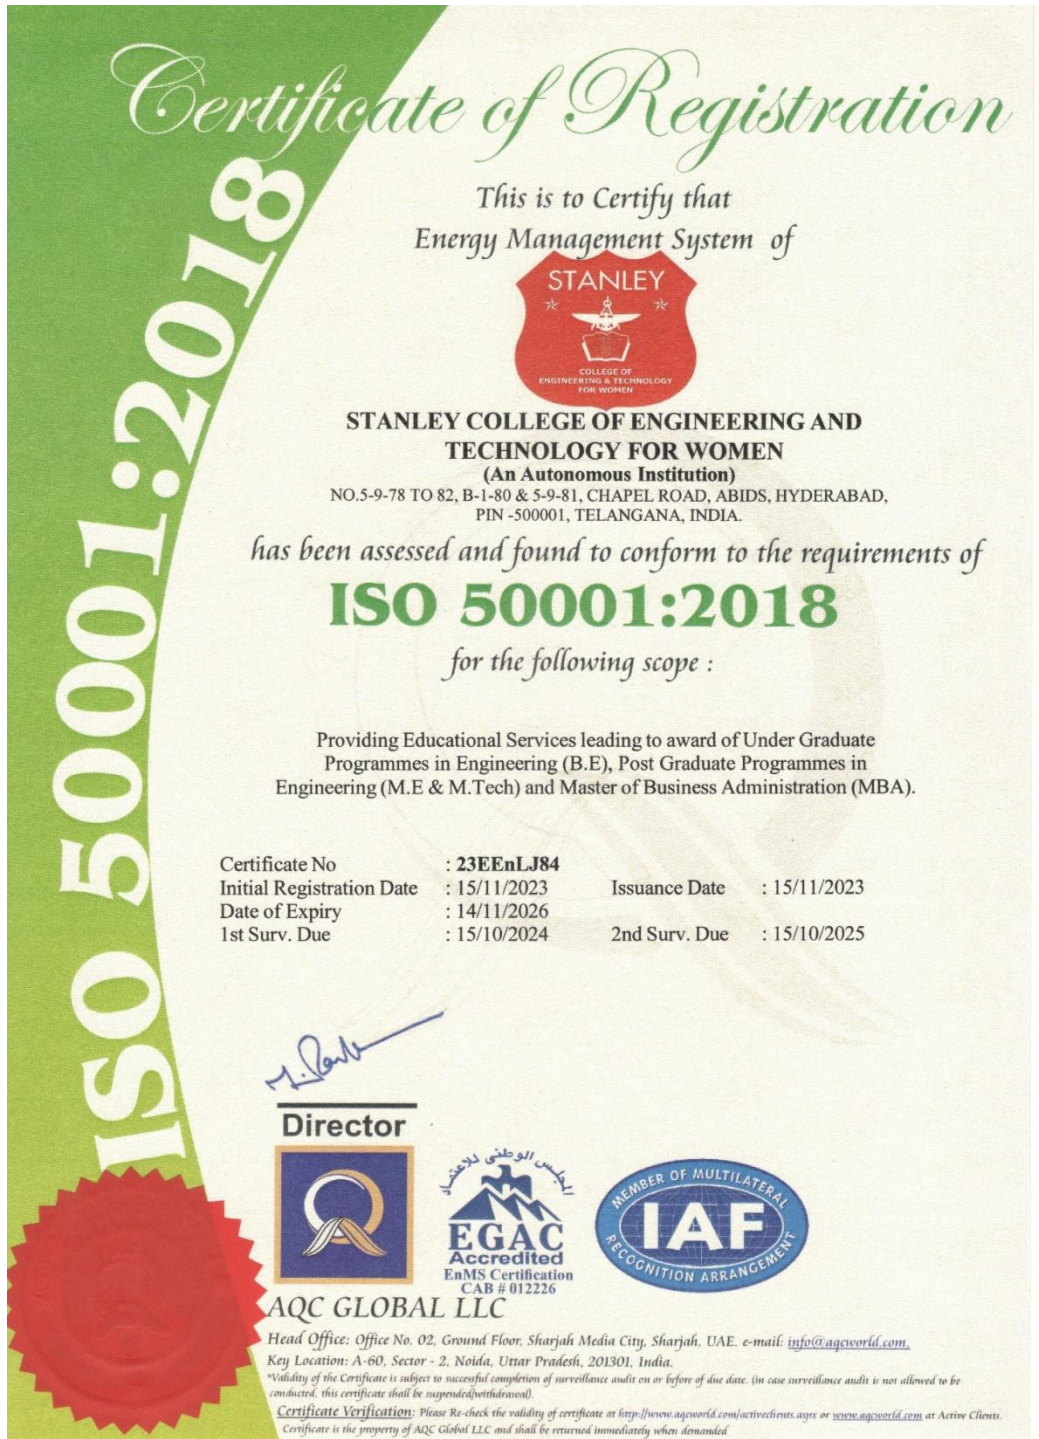 Certificate of Registration
ISO 50001:2018
This is to Certify that
Energy Management System of
STANLEY
COLLEGE OF
ENGINEERING & TECHNOLOGY
FOR WOMEN
STANLEY COLLEGE OF ENGINEERING AND
TECHNOLOGY FOR WOMEN
(An Autonomous Institution)
NO.5-9-78 TO 82, B-1-80 & 5-9-81, CHAPEL ROAD, ABIDS, HYDERABAD,
PIN -500001, TELANGANA, INDIA.
has been assessed and found to conform to the requirements of
ISO 50001:2018
for the following scope :
Providing Educational Services leading to award of Under Graduate
Programmes in Engineering (B.E), Post Graduate Programmes in
Engineering (M.E & M.Tech) and Master of Business Administration (MBA).
Certificate No : 23EEnLJ84
Initial Registration Date : 15/11/2023 Issuance Date : 15/11/2023
Date of Expiry : 14/11/2026
1st Surv. Due : 15/10/2024 2nd Surv. Due : 15/10/2025
Director
المجلس الوطنى للاعتماد
EGAC
Accredited
EnMS Certification
CAB # 012226
MEMBER OF MULTILATERAL
IAF
RECOGNITION ARRANGEMENT
AQC GLOBAL LLC
Head Office: Office No. 02, Ground Floor, Sharjah Media City, Sharjah, UAE. e-mail: info@aqcworld.com,
Key Location: A-60, Sector - 2, Noida, Uttar Pradesh, 201301, India.
*Validity of the Certificate is subject to successful completion of surveillance audit on or before of due date. (in case surveillance audit is not allowed to be
conducted, this certificate shall be suspended/withdrawal).
Certificate Verification: Please Re-check the validity of certificate at http://www.aqcworld.com/activeclients.aspx or www.aqcworld.com at Active Clients.
Certificate is the property of AQC Global LLC and shall be returned immediately when demanded